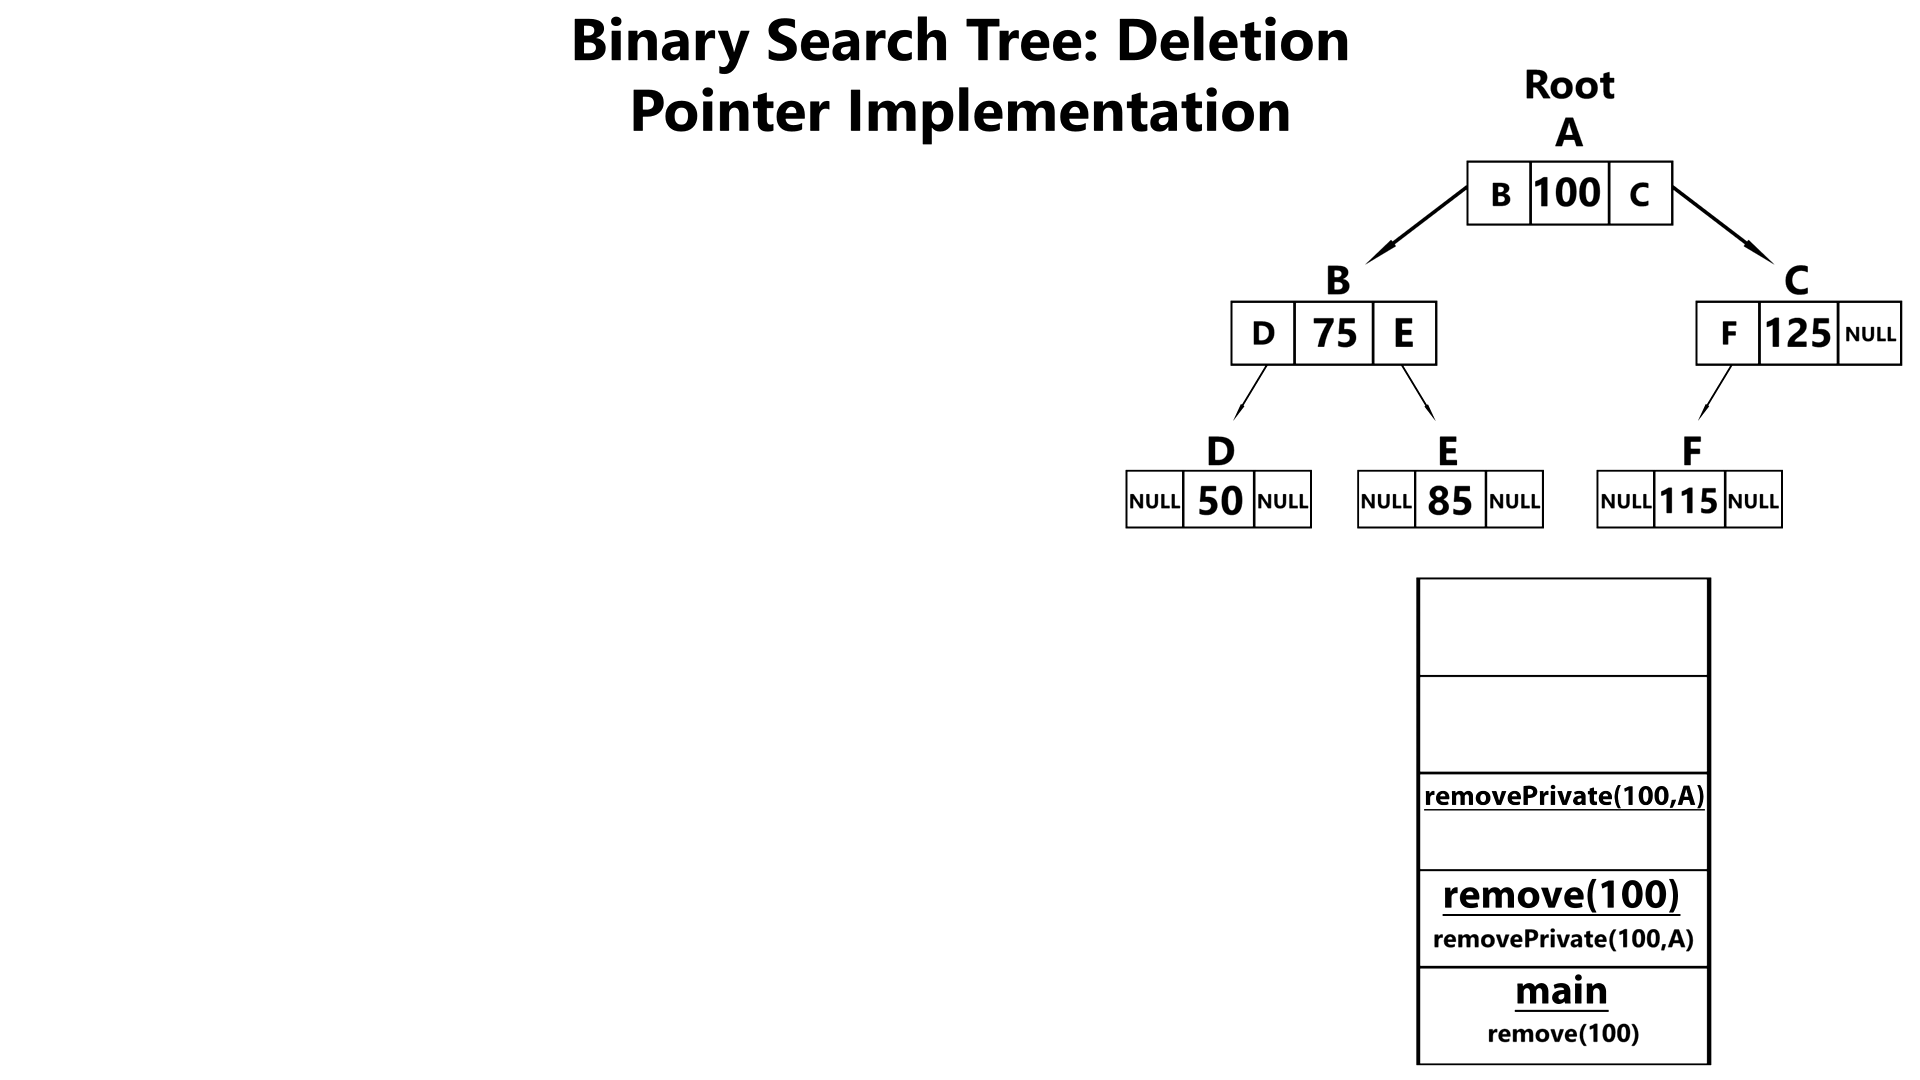 Binary Search Tree: Deletion
Pointer Implementation
Root
A
B 100 C
B
C
D 75 E
F 125 NULL
D
E
F
NULL 50 NULL
NULL 85 NULL
NULL 115 NULL
removePrivate(100,A)
remove(100)
removePrivate(100,A)
main
remove(100)